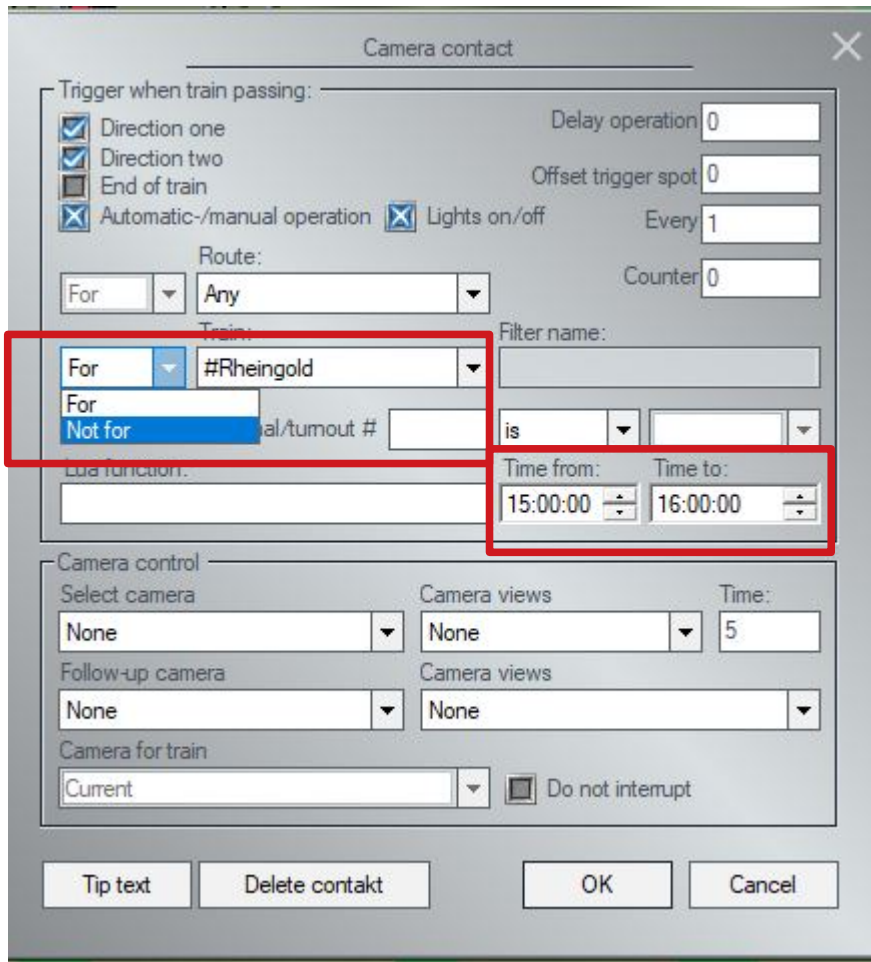 Camera contact
Trigger when train passing:
Direction one
Delay operation 0
Direction two
End of train
Offset trigger spot 0
Automatic-/manual operation Lights on/off
Every 1
Route:
Counter 0
For Any
Train: Filter name:
For #Rheingold
For
Not for
al/turnout # is
Lua function: Time from: Time to:
15:00:00 16:00:00
Camera control
Select camera Camera views Time:
None None 5
Follow-up camera Camera views
None None
Camera for train
Current Do not interrupt
Tip text Delete contakt OK Cancel